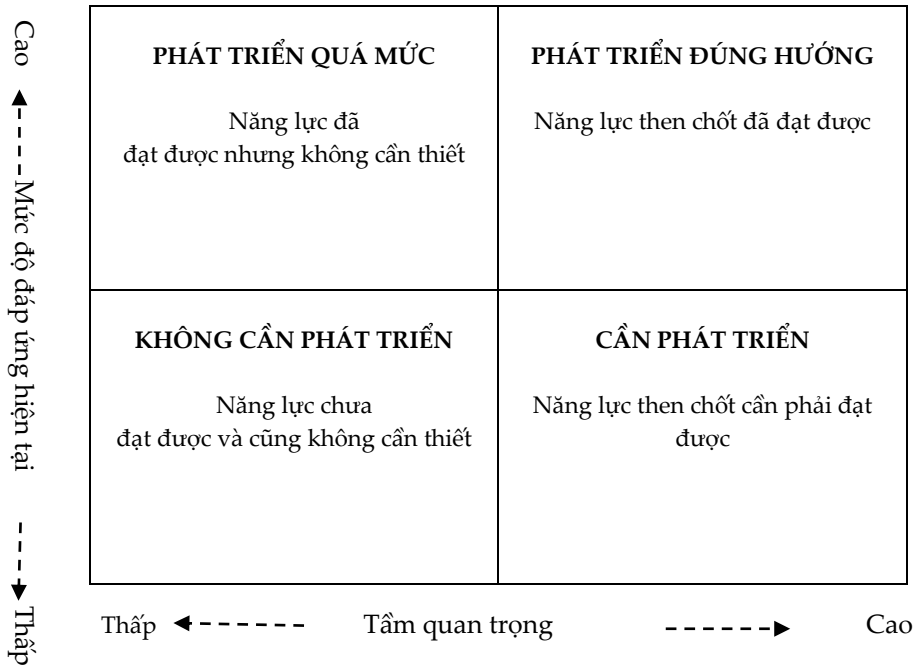 Cao
Mức độ đáp ứng hiện tại
Thấp
PHÁT TRIỂN QUÁ MỨC
Năng lực đã
đạt được nhưng không cần thiết
PHÁT TRIỂN ĐÚNG HƯỚNG
Năng lực then chốt đã đạt được
KHÔNG CẦN PHÁT TRIỂN
Năng lực chưa
đạt được và cũng không cần thiết
CẦN PHÁT TRIỂN
Năng lực then chốt cần phải đạt
được
Thấp
Tầm quan trọng
Cao